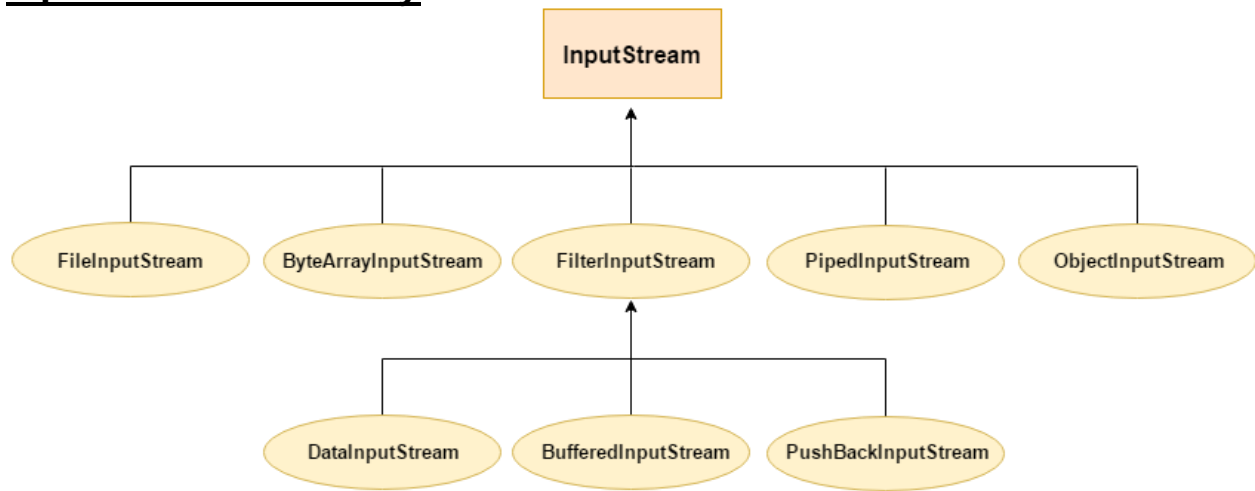 InputStream
FileInputStream ByteArrayInputStream FilterInputStream PipedInputStream ObjectInputStream
DataInputStream BufferedInputStream PushBackInputStream